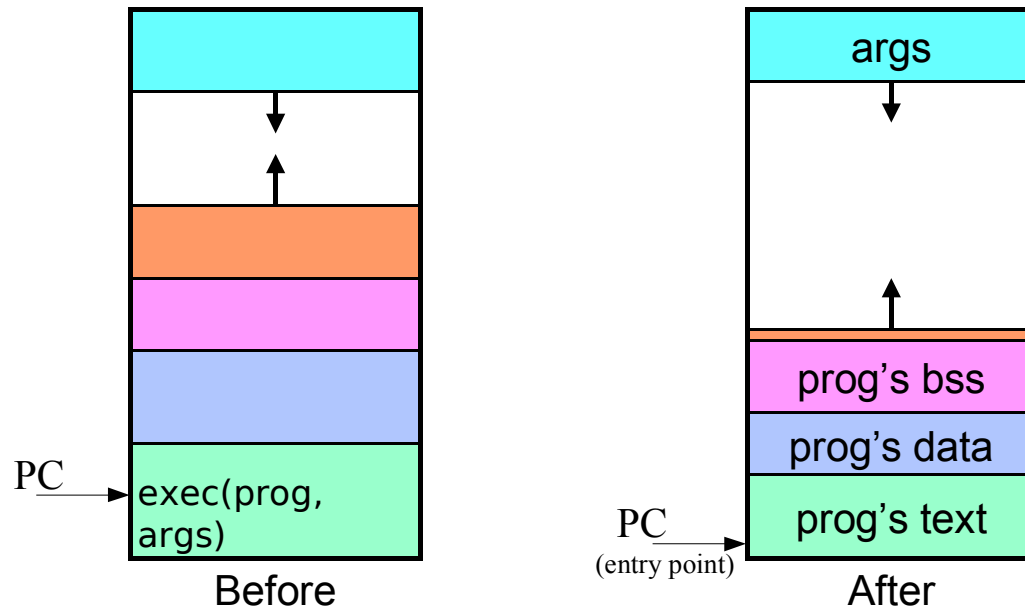 PC
exec(prog,
args)
Before
args
prog’s bss
prog’s data
prog’s text
PC
(entry point)
After